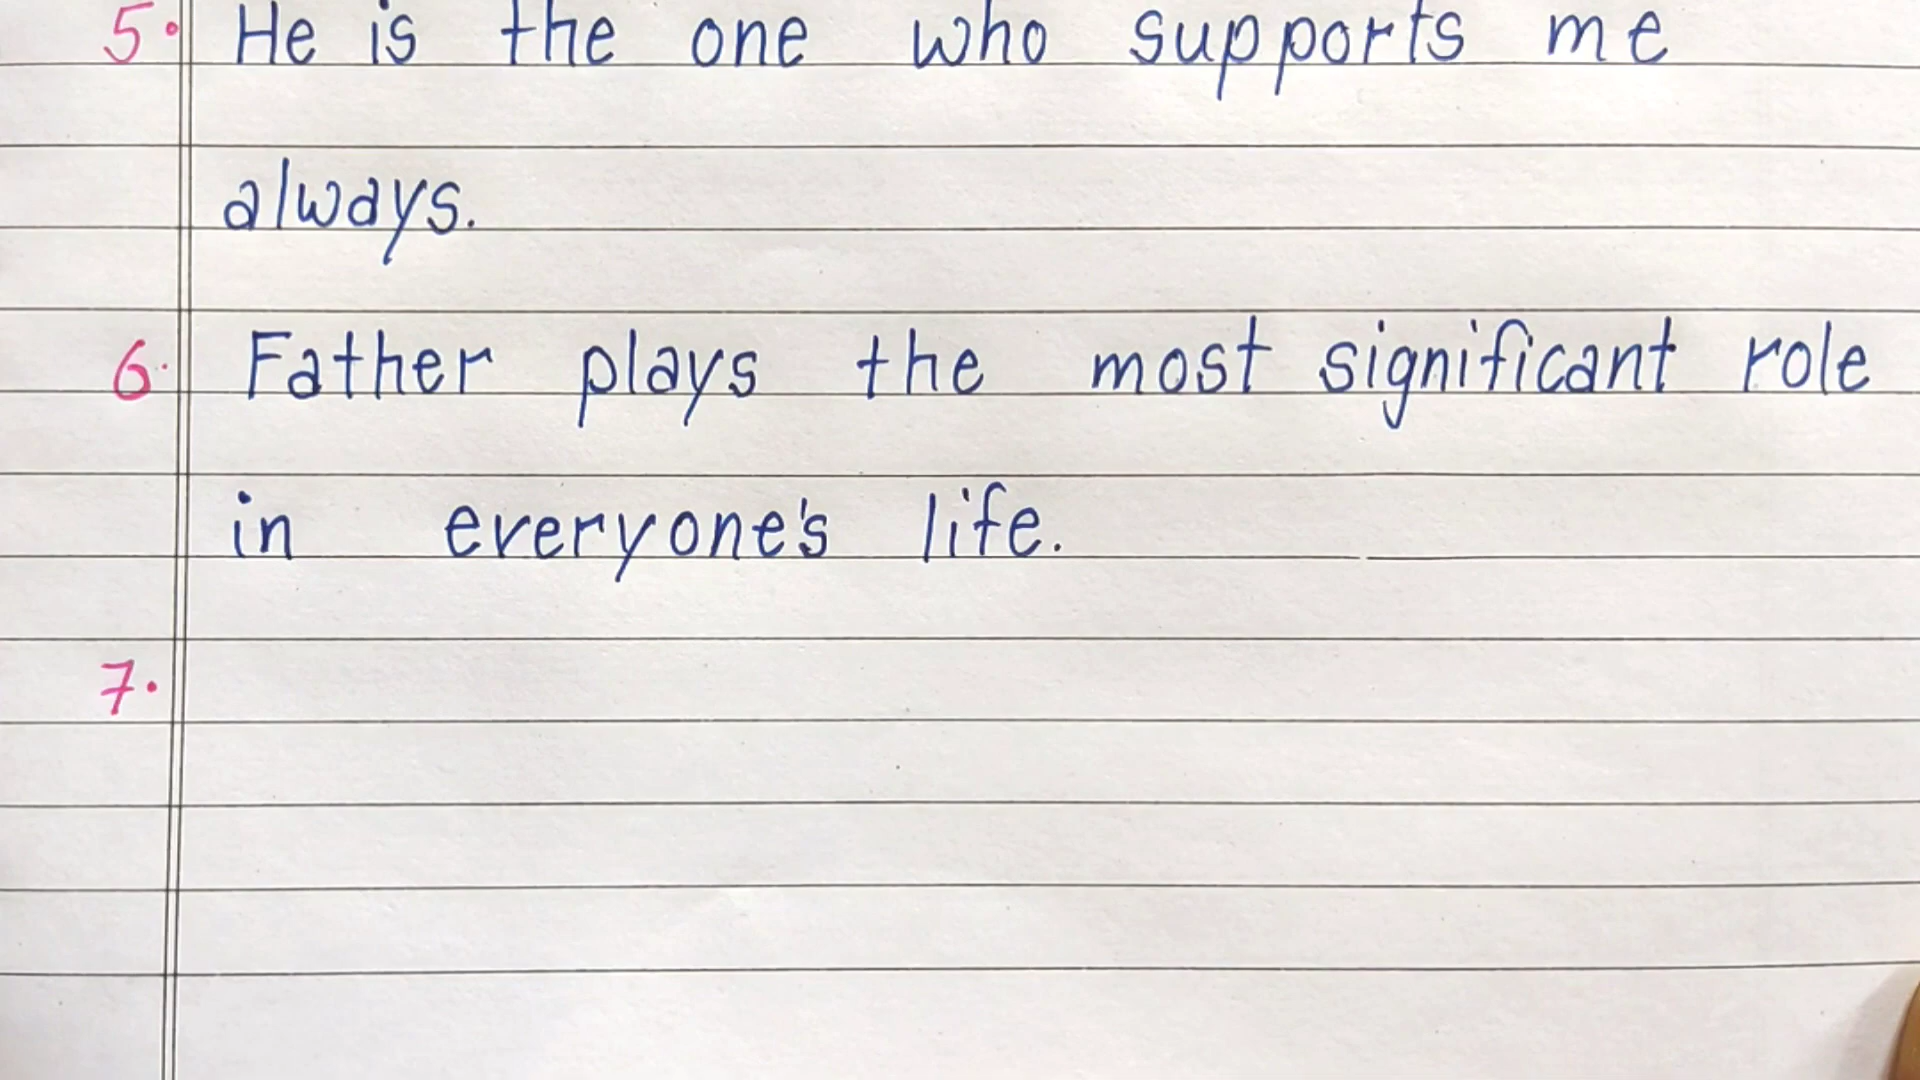 5. He is the one who supports me
always.
6. Father plays the most significant role
in everyone's life.
7.